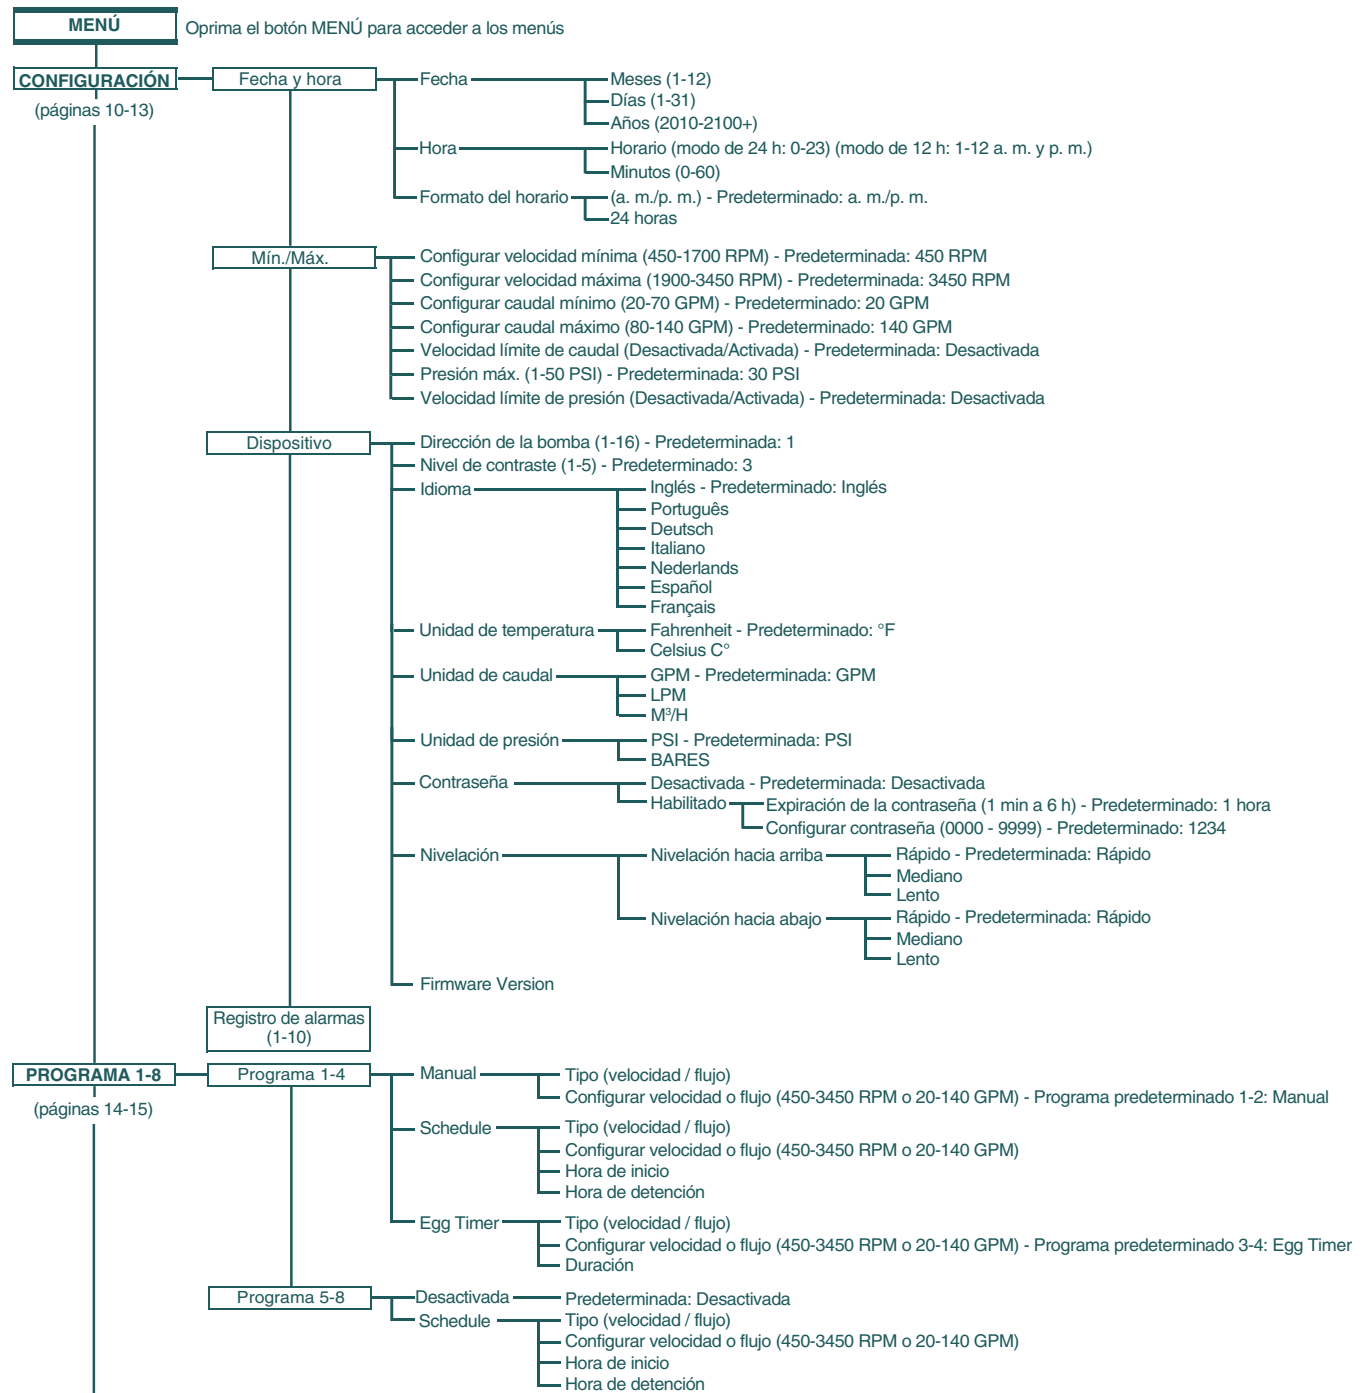 MENÚ
Oprima el botón MENÚ para acceder a los menús
CONFIGURACIÓN
(páginas 10-13)
Fecha y hora
Fecha
Meses (1-12)
Días (1-31)
Años (2010-2100+)
Hora
Horario (modo de 24 h: 0-23) (modo de 12 h: 1-12 a. m. y p. m.)
Minutos (0-60)
Formato del horario
(a. m./p. m.) - Predeterminado: a. m./p. m.
24 horas
Mín./Máx.
Configurar velocidad mínima (450-1700 RPM) - Predeterminada: 450 RPM
Configurar velocidad máxima (1900-3450 RPM) - Predeterminada: 3450 RPM
Configurar caudal mínimo (20-70 GPM) - Predeterminado: 20 GPM
Configurar caudal máximo (80-140 GPM) - Predeterminado: 140 GPM
Velocidad límite de caudal (Desactivada/Activada) - Predeterminada: Desactivada
Presión máx. (1-50 PSI) - Predeterminada: 30 PSI
Velocidad límite de presión (Desactivada/Activada) - Predeterminada: Desactivada
Dispositivo
Dirección de la bomba (1-16) - Predeterminada: 1
Nivel de contraste (1-5) - Predeterminado: 3
Idioma
Inglés - Predeterminado: Inglés
Português
Deutsch
Italiano
Nederlands
Español
Français
Unidad de temperatura
Fahrenheit - Predeterminado: °F
Celsius C°
Unidad de caudal
GPM - Predeterminada: GPM
LPM
M³/H
Unidad de presión
PSI - Predeterminada: PSI
BARES
Contraseña
Desactivada - Predeterminada: Desactivada
Habilitado
Expiración de la contraseña (1 min a 6 h) - Predeterminado: 1 hora
Configurar contraseña (0000 - 9999) - Predeterminado: 1234
Nivelación
Nivelación hacia arriba
Rápido - Predeterminada: Rápido
Mediano
Lento
Nivelación hacia abajo
Rápido - Predeterminada: Rápido
Mediano
Lento
Firmware Version
Registro de alarmas
(1-10)
PROGRAMA 1-8
(páginas 14-15)
Programa 1-4
Manual
Tipo (velocidad / flujo)
Configurar velocidad o flujo (450-3450 RPM o 20-140 GPM) - Programa predeterminado 1-2: Manual
Schedule
Tipo (velocidad / flujo)
Configurar velocidad o flujo (450-3450 RPM o 20-140 GPM)
Hora de inicio
Hora de detención
Egg Timer
Tipo (velocidad / flujo)
Configurar velocidad o flujo (450-3450 RPM o 20-140 GPM) - Programa predeterminado 3-4: Egg Timer
Duración
Programa 5-8
Desactivada
Predeterminada: Desactivada
Schedule
Tipo (velocidad / flujo)
Configurar velocidad o flujo (450-3450 RPM o 20-140 GPM)
Hora de inicio
Hora de detención